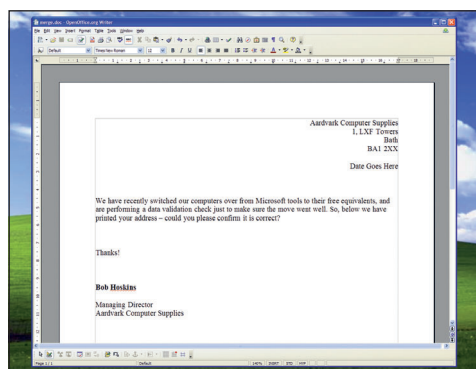 merge.doc - OpenOffice.org Writer
File Edit View Insert Format Table Tools Window Help
Default Times New Roman 12 B I U
Aardvark Computer Supplies
1, LXF Towers
Bath
BA1 2XX
Date Goes Here
We have recently switched our computers over from Microsoft tools to their free equivalents, and
are performing a data validation check just to make sure the move went well. So, below we have
printed your address – could you please confirm it is correct?
Thanks!
Bob Hoskins
Managing Director
Aardvark Computer Supplies
Page 1 / 1 Default 140% INSERT STD HYP